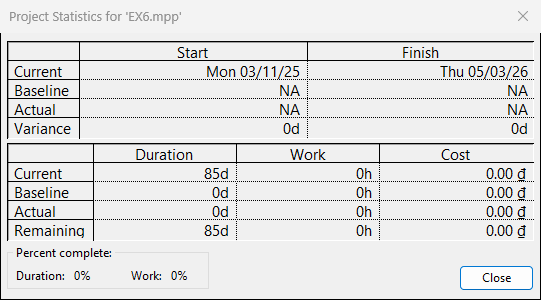 Project Statistics for 'EX6.mpp'
Start Finish
Current Mon 03/11/25 Thu 05/03/26
Baseline NA NA
Actual NA NA
Variance 0d 0d
Duration Work Cost
Current 85d 0h 0.00 ₫
Baseline 0d 0h 0.00 ₫
Actual 0d 0h 0.00 ₫
Remaining 85d 0h 0.00 ₫
Percent complete:
Duration: 0% Work: 0%
Close